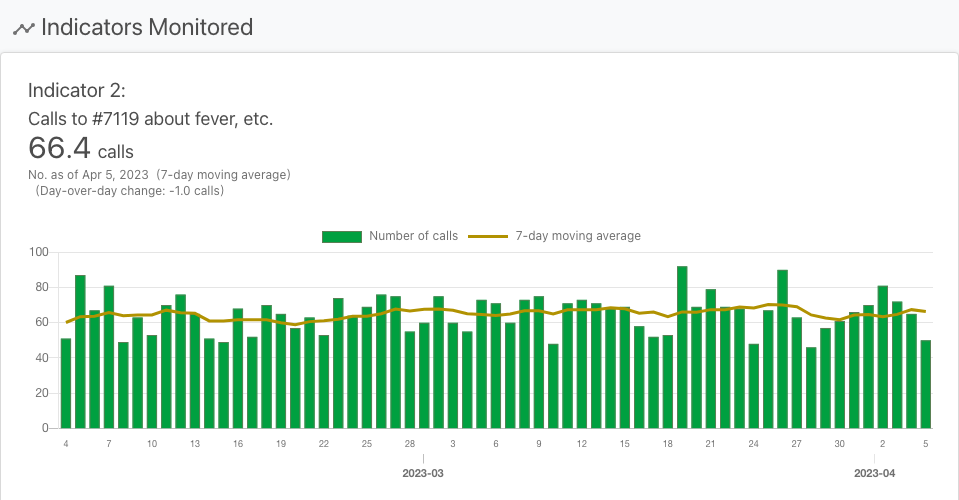 Indicators Monitored
Indicator 2:
Calls to #7119 about fever, etc.
66.4 calls
No. as of Apr 5, 2023 (7-day moving average)
(Day-over-day change: -1.0 calls)
Number of calls 7-day moving average
100
80
60
40
20
0
4 7 10 13 16 19 22 25 28 3 6 9 12 15 18 21 24 27 30 2 5
2023-03 2023-04